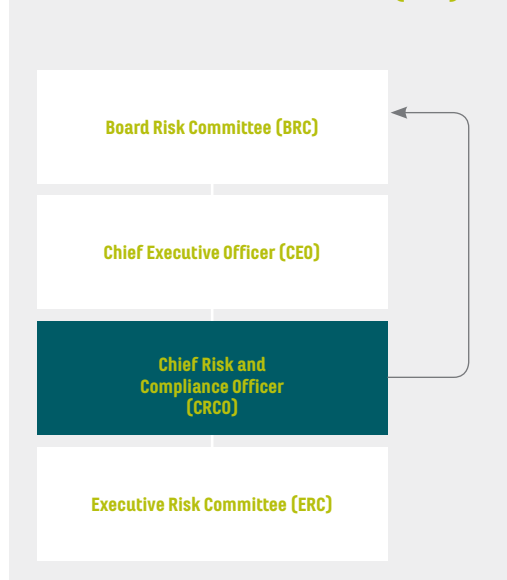 Board Risk Committee (BRC)
Chief Executive Officer (CEO)
Chief Risk and
Compliance Officer
(CRCO)
Executive Risk Committee (ERC)